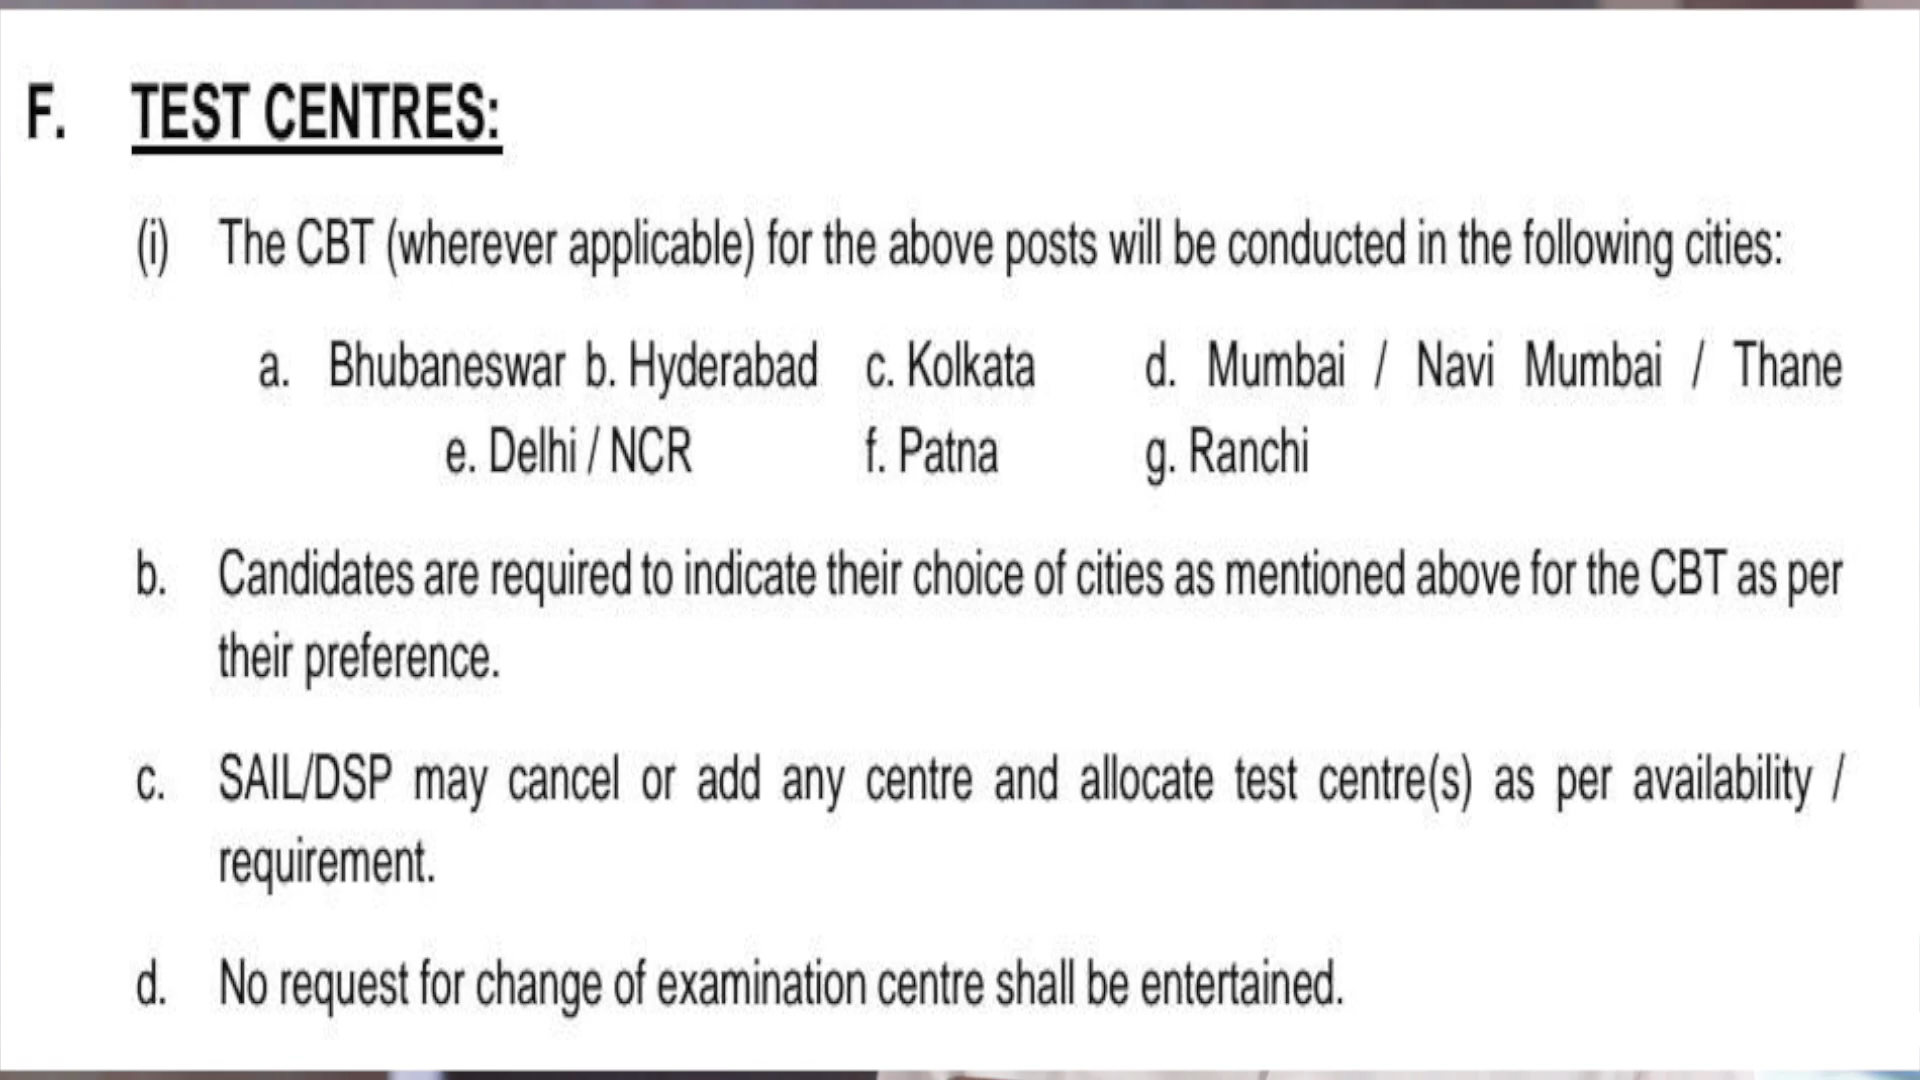 F. TEST CENTRES:
(i) The CBT (wherever applicable) for the above posts will be conducted in the following cities:
a. Bhubaneswar b. Hyderabad c. Kolkata d. Mumbai / Navi Mumbai / Thane
e. Delhi / NCR f. Patna g. Ranchi
b. Candidates are required to indicate their choice of cities as mentioned above for the CBT as per
their preference.
c. SAIL/DSP may cancel or add any centre and allocate test centre(s) as per availability /
requirement.
d. No request for change of examination centre shall be entertained.